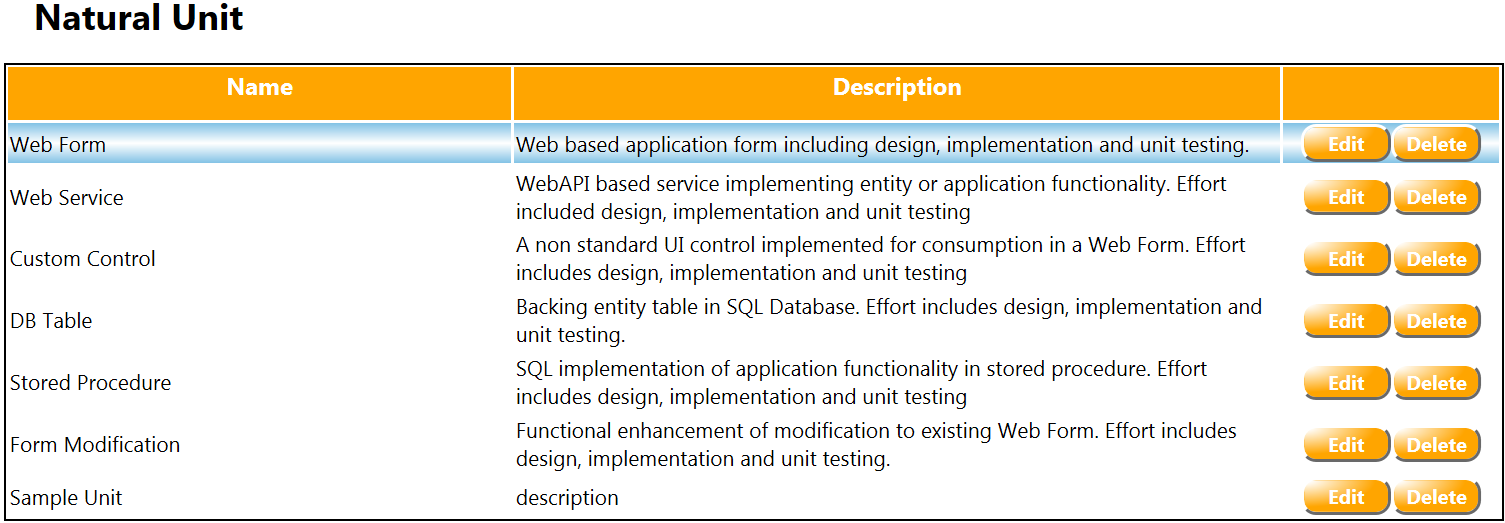 Natural Unit
Name Description
Web Form Web based application form including design, implementation and unit testing. Edit Delete
Web Service WebAPI based service implementing entity or application functionality. Effort
included design, implementation and unit testing Edit Delete
Custom Control A non standard UI control implemented for consumption in a Web Form. Effort
includes design, implementation and unit testing Edit Delete
DB Table Backing entity table in SQL Database. Effort includes design, implementation and
unit testing. Edit Delete
Stored Procedure SQL implementation of application functionality in stored procedure. Effort
includes design, implementation and unit testing Edit Delete
Form Modification Functional enhancement of modification to existing Web Form. Effort includes
design, implementation and unit testing. Edit Delete
Sample Unit description Edit Delete